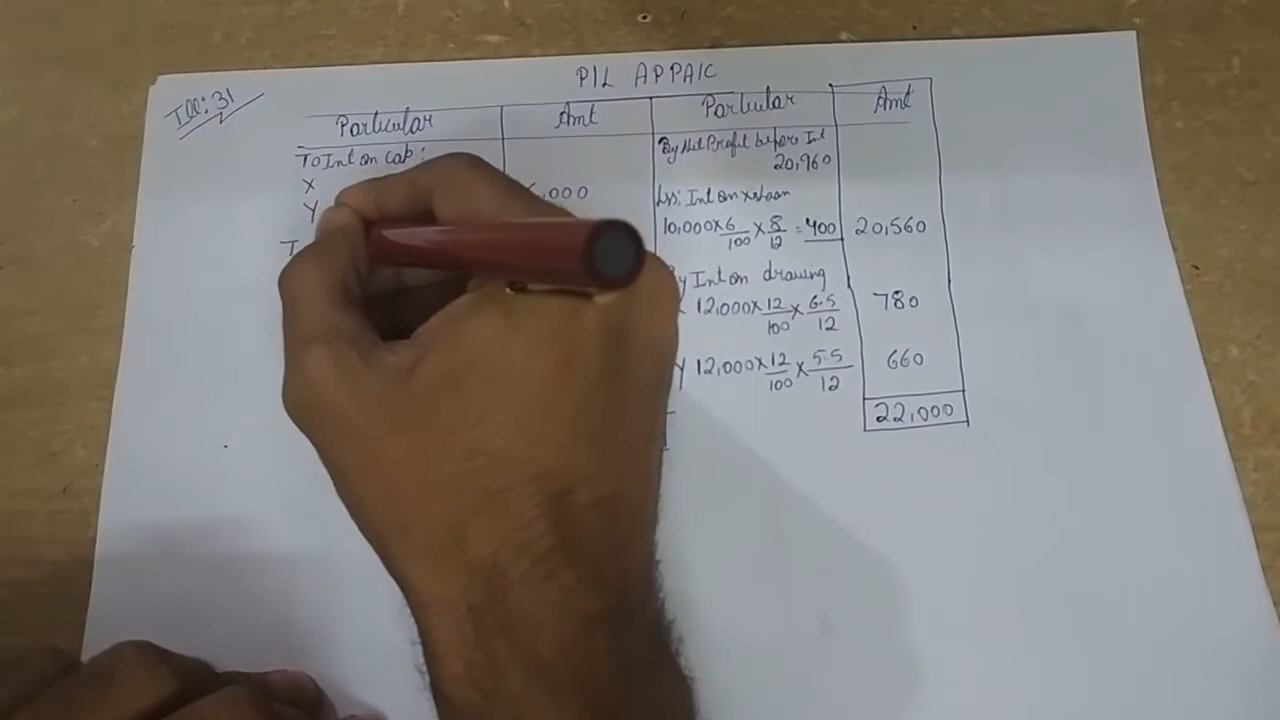 Ill: 31
P/L APPA/C
Particular Amt Particular Amt
To Int on cap:
By Net Profit before Int
20,960
X ,000
Less: Int on X's loan
Y
10,000 x 6/100 x 8/12 = 400 20,560
T
By Int on drawing
12,000 x 12/100 x 6.5/12 780
Y 12,000 x 12/100 x 5.5/12 660
22,000